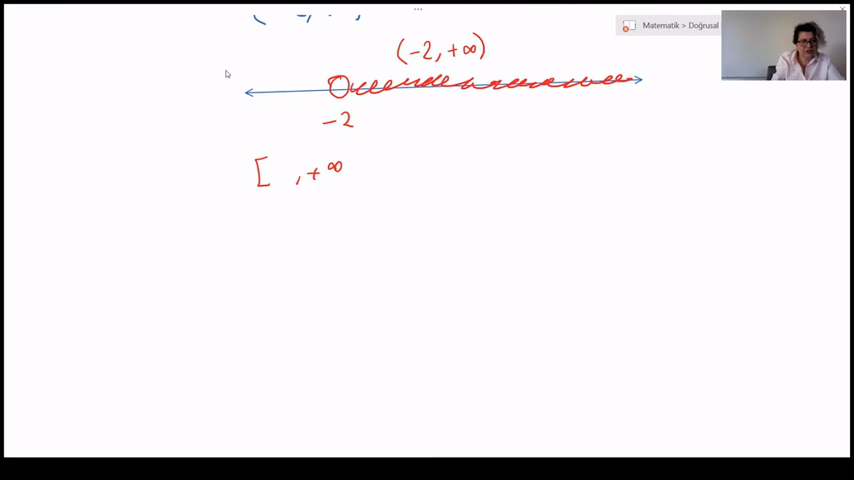 Matematik > Doğrusal
(-2, +∞)
-2
[ , +∞